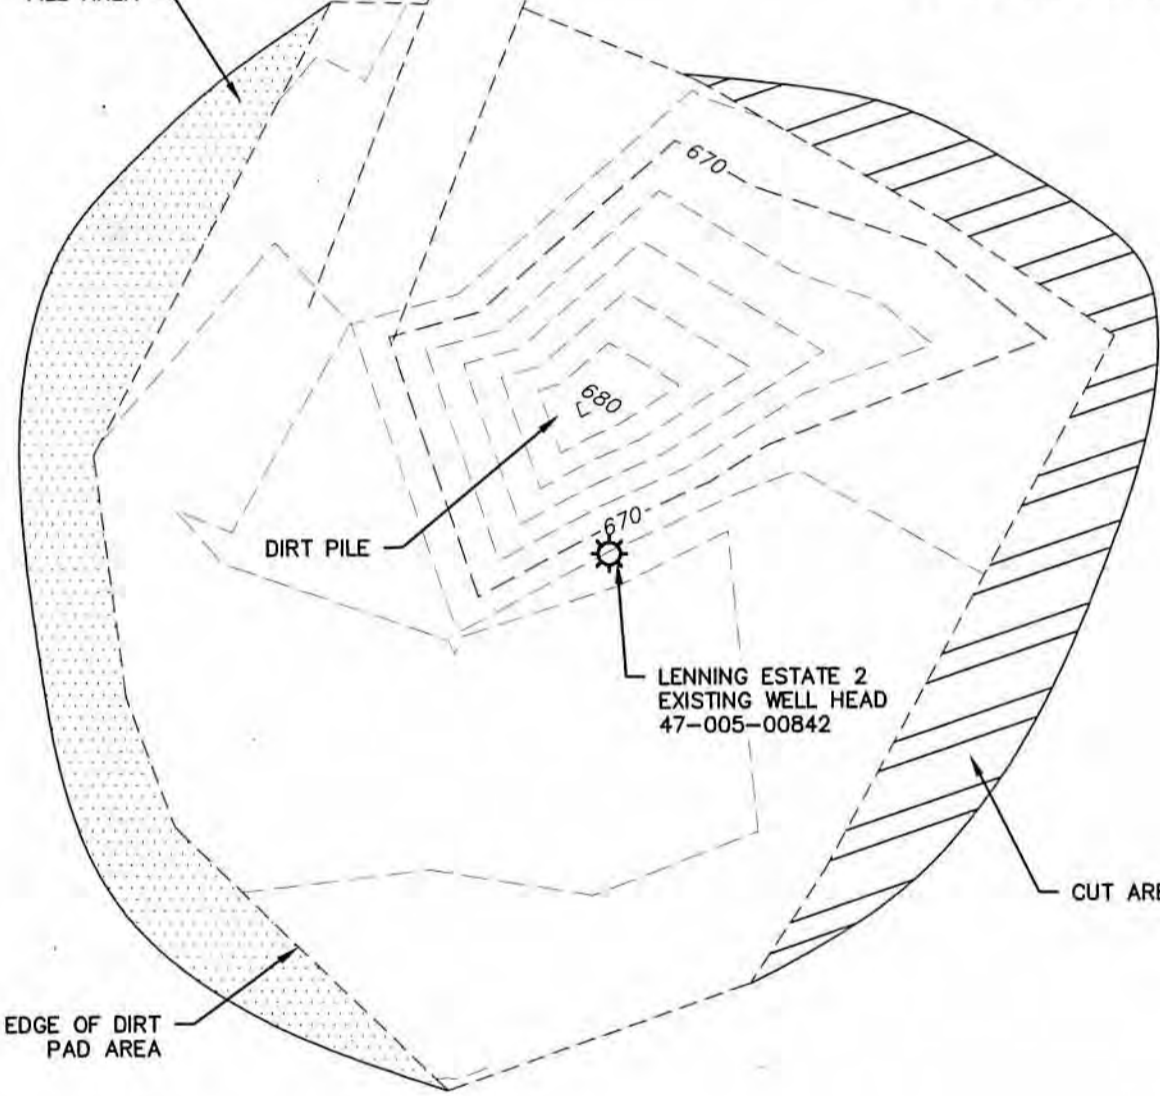 670
680
DIRT PILE
670
LENNING ESTATE 2
EXISTING WELL HEAD
47-005-00842
CUT ARE
EDGE OF DIRT
PAD AREA